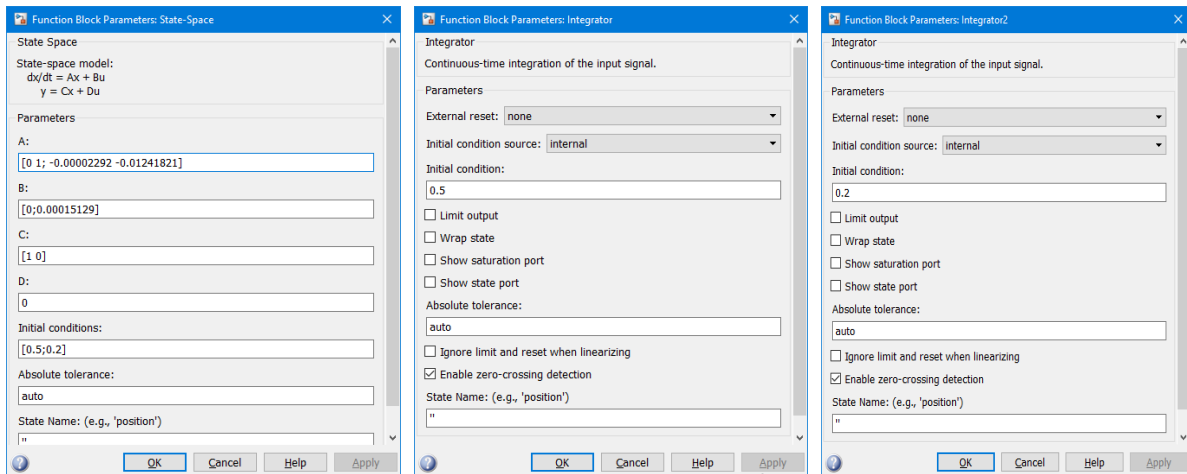 Function Block Parameters: State-Space
State Space
State-space model:
dx/dt = Ax + Bu
y = Cx + Du
Parameters
A:
[0 1; -0.00002292 -0.01241821]
B:
[0;0.00015129]
C:
[1 0]
D:
0
Initial conditions:
[0.5;0.2]
Absolute tolerance:
auto
State Name: (e.g., 'position')
''
OK Cancel Help Apply
Function Block Parameters: Integrator
Integrator
Continuous-time integration of the input signal.
Parameters
External reset: none
Initial condition source: internal
Initial condition:
0.5
Limit output
Wrap state
Show saturation port
Show state port
Absolute tolerance:
auto
Ignore limit and reset when linearizing
Enable zero-crossing detection
State Name: (e.g., 'position')
''
OK Cancel Help Apply
Function Block Parameters: Integrator2
Integrator
Continuous-time integration of the input signal.
Parameters
External reset: none
Initial condition source: internal
Initial condition:
0.2
Limit output
Wrap state
Show saturation port
Show state port
Absolute tolerance:
auto
Ignore limit and reset when linearizing
Enable zero-crossing detection
State Name: (e.g., 'position')
''
OK Cancel Help Apply